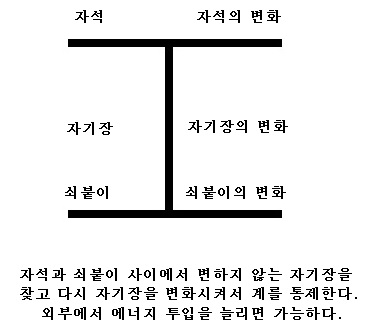 자석 자석의 변화
자기장 자기장의 변화
쇠붙이 쇠붙이의 변화
자석과 쇠붙이 사이에서 변하지 않는 자기장을
찾고 다시 자기장을 변화시켜서 계를 통제한다.
외부에서 에너지 투입을 늘리면 가능하다.